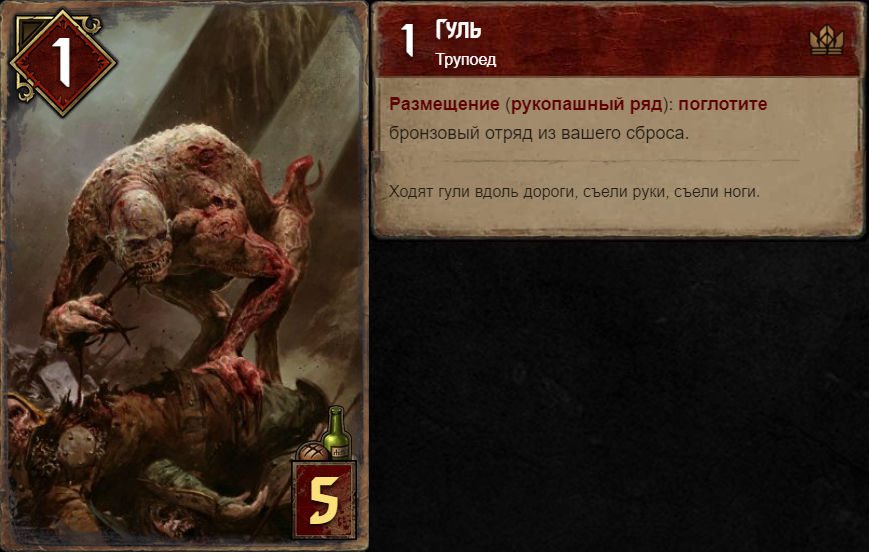 1
5
1 Гуль
Трупоед
Размещение (рукопашный ряд): поглотите
бронзовый отряд из вашего сброса.
Ходят гули вдоль дороги, съели руки, съели ноги.